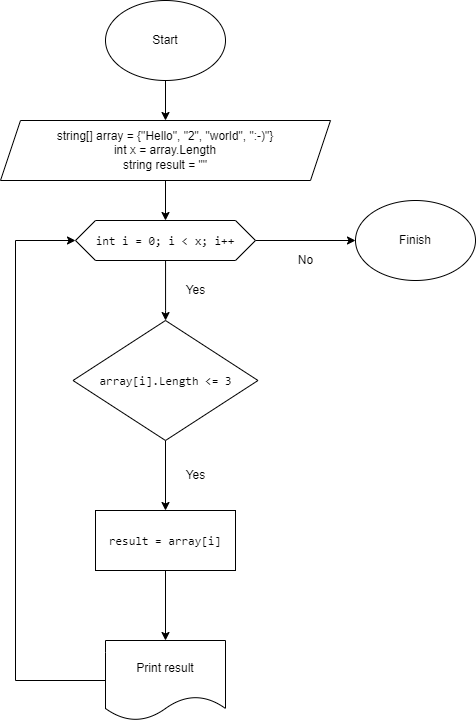 Start
string[] array = {"Hello", "2", "world", ":-)"}
int x = array.Length
string result = ""
int i = 0; i < x; i++
Finish
No
Yes
array[i].Length <= 3
Yes
result = array[i]
Print result